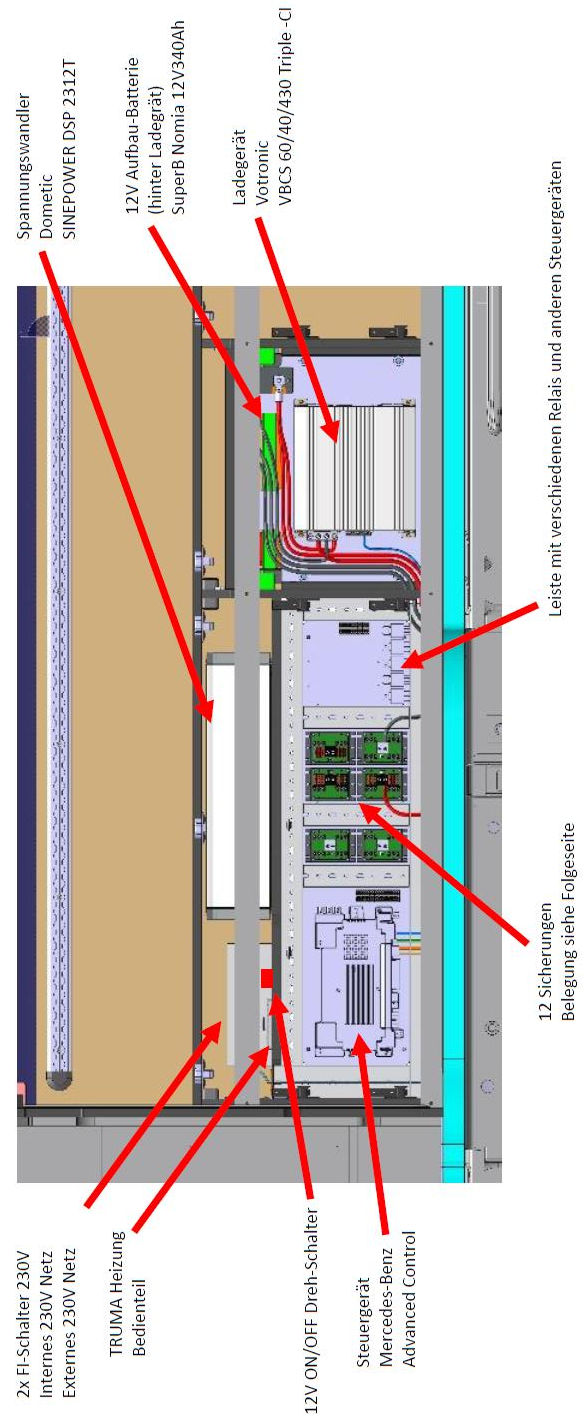 2x FI-Schalter 230V
Internes 230V Netz
Externes 230V Netz
TRUMA Heizung
Bedienteil
12V ON/OFF Dreh-Schalter
Steuergerät
Mercedes-Benz
Advanced Control
Spannungswandler
Dometic
SINEPOWER DSP 2312T
12V Aufbau-Batterie
(hinter Ladegrät)
SuperB Nomia 12V340Ah
Ladegerät
Votronic
VBCS 60/40/430 Triple -CI
12 Sicherungen
Belegung siehe Folgeseite
Leiste mit verschiedenen Relais und anderen Steuergeräten